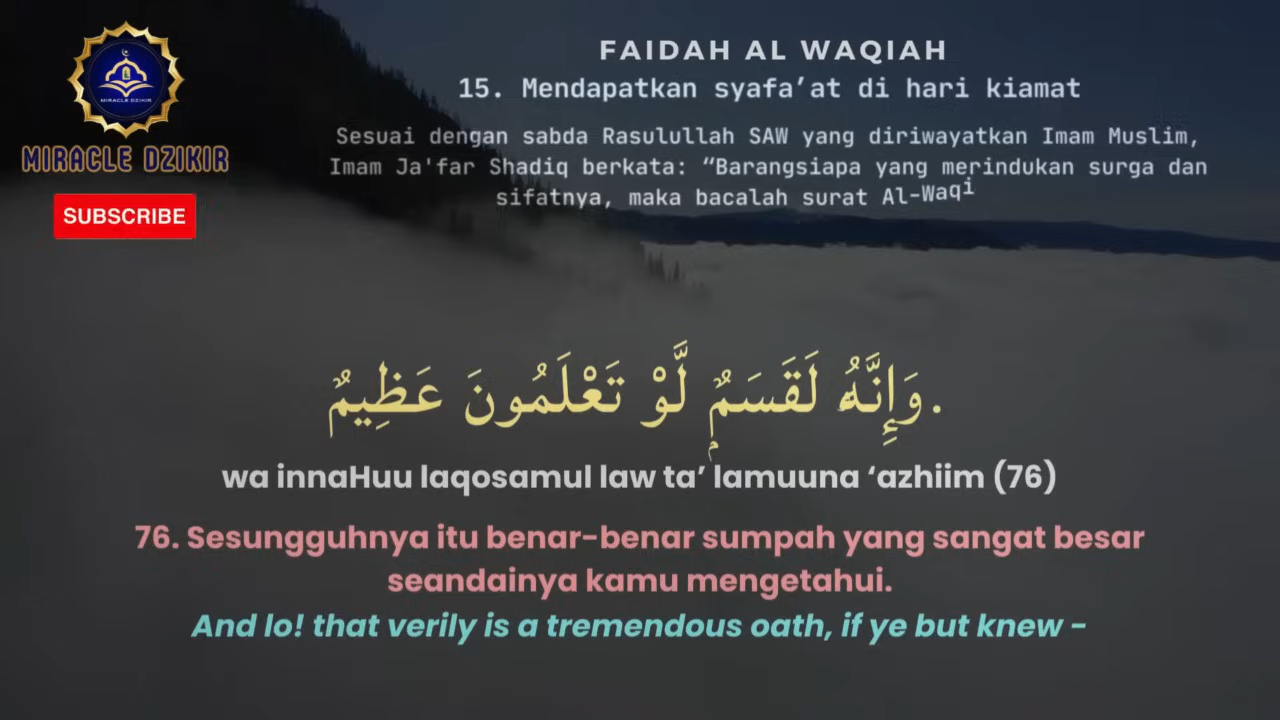 FAIDAH AL WAQIAH
15. Mendapatkan syafa’at di hari kiamat
Sesuai dengan sabda Rasulullah SAW yang diriwayatkan Imam Muslim,
Imam Ja'far Shadiq berkata: “Barangsiapa yang merindukan surga dan
sifatnya, maka bacalah surat Al-Waqi
MIRACLE DZIKIR
MIRACLE DZIKIR
SUBSCRIBE
وَإِنَّهُ لَقَسَمٌۭ لَّوْ تَعْلَمُونَ عَظِيمٌ.
wa innaHuu laqosamul law ta’ lamuuna ‘azhiim (76)
76. Sesungguhnya itu benar-benar sumpah yang sangat besar
seandainya kamu mengetahui.
And lo! that verily is a tremendous oath, if ye but knew -